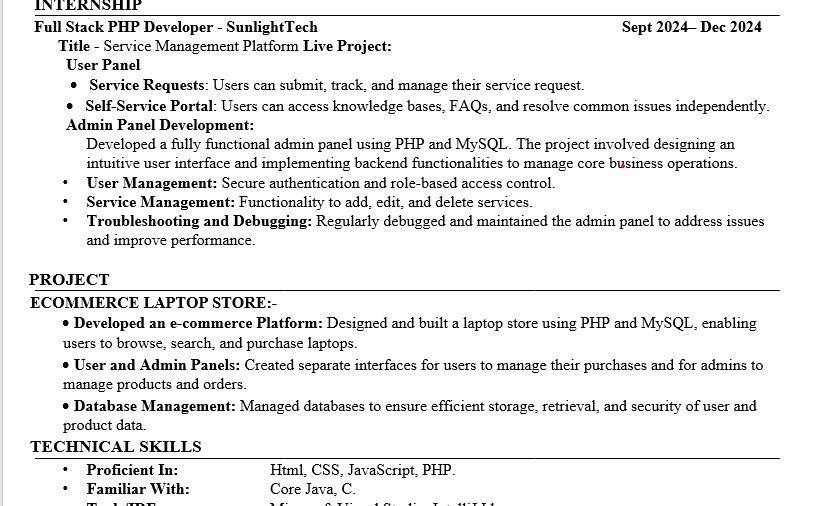 INTERNSHIP
Full Stack PHP Developer - SunlightTech Sept 2024– Dec 2024
Title - Service Management Platform Live Project:
User Panel
• Service Requests: Users can submit, track, and manage their service request.
• Self-Service Portal: Users can access knowledge bases, FAQs, and resolve common issues independently.
Admin Panel Development:
Developed a fully functional admin panel using PHP and MySQL. The project involved designing an
intuitive user interface and implementing backend functionalities to manage core business operations.
• User Management: Secure authentication and role-based access control.
• Service Management: Functionality to add, edit, and delete services.
• Troubleshooting and Debugging: Regularly debugged and maintained the admin panel to address issues
and improve performance.
PROJECT
ECOMMERCE LAPTOP STORE:-
• Developed an e-commerce Platform: Designed and built a laptop store using PHP and MySQL, enabling
users to browse, search, and purchase laptops.
• User and Admin Panels: Created separate interfaces for users to manage their purchases and for admins to
manage products and orders.
• Database Management: Managed databases to ensure efficient storage, retrieval, and security of user and
product data.
TECHNICAL SKILLS
• Proficient In: Html, CSS, JavaScript, PHP.
• Familiar With: Core Java, C.